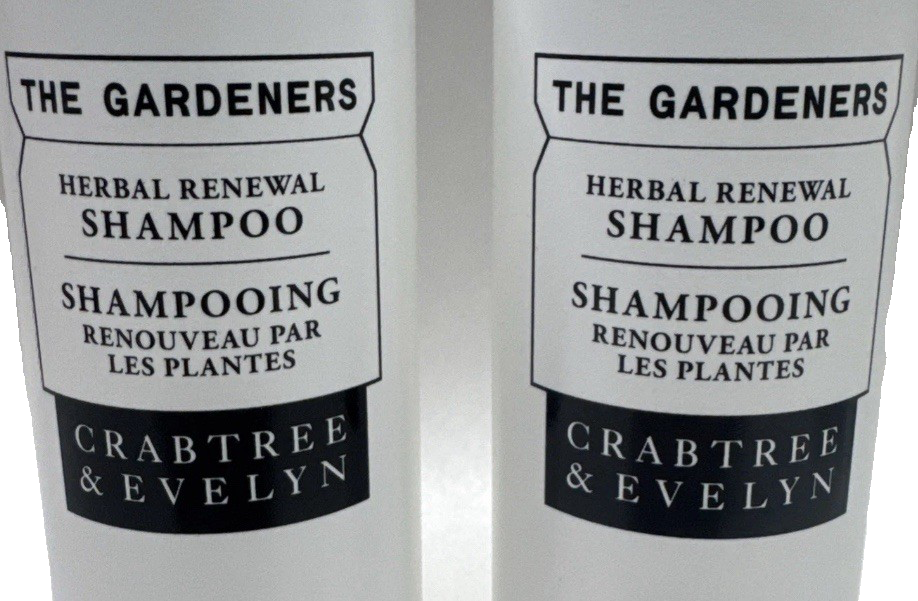 THE GARDENERS
HERBAL RENEWAL
SHAMPOO
SHAMPOOING
RENOUVEAU PAR
LES PLANTES
CRABTREE
& EVELYN
THE GARDENERS
HERBAL RENEWAL
SHAMPOO
SHAMPOOING
RENOUVEAU PAR
LES PLANTES
CRABTREE
& EVELYN